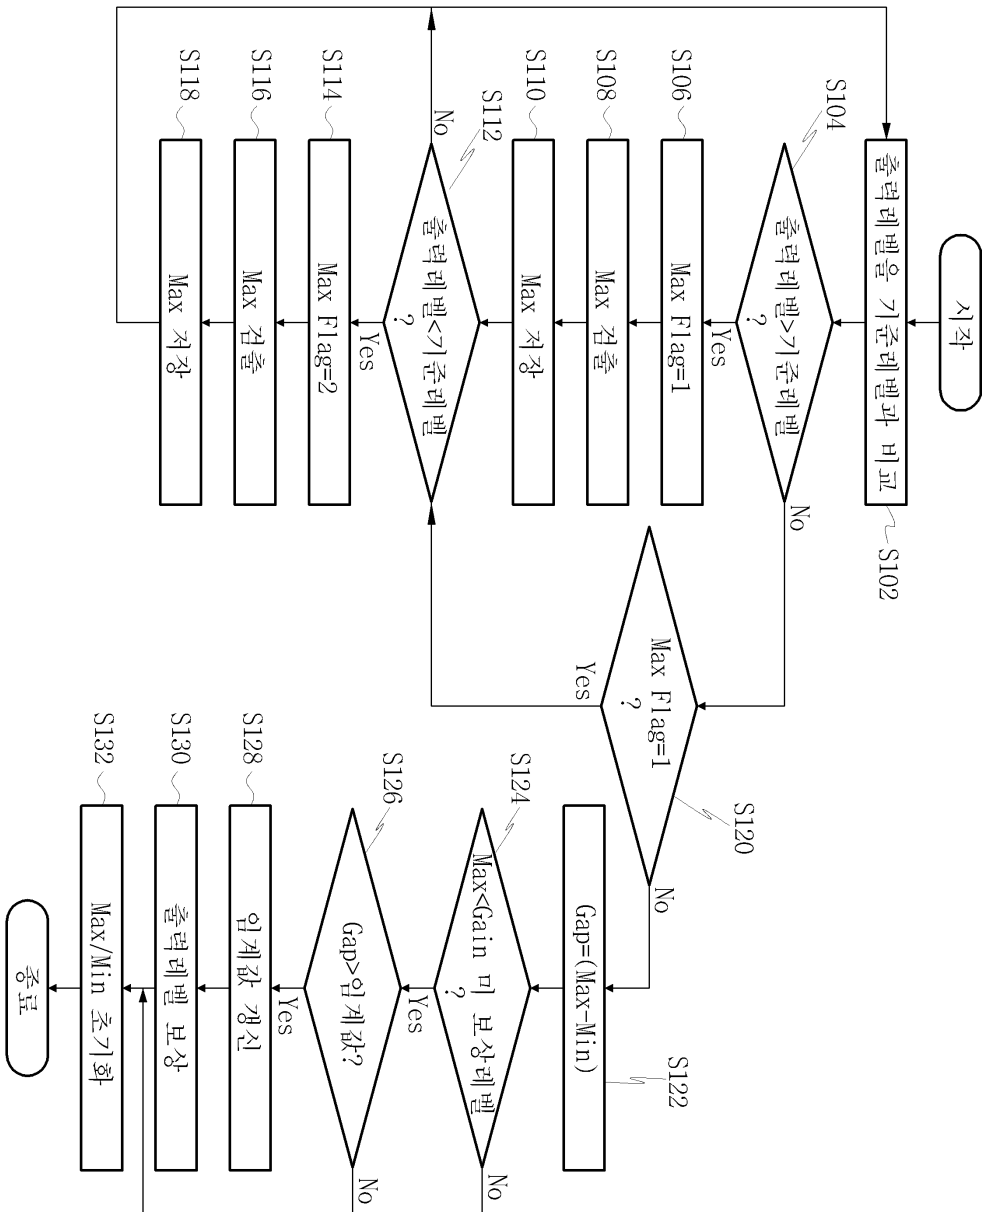 시작
출력레벨을 기준레벨과 비교
S102
S104
출력레벨>기준레벨
?
Yes
No
S106
Max Flag=1
S108
Max 검출
S110
Max 저장
S112
출력레벨<기준레벨
?
No
Yes
S114
Max Flag=2
S116
Max 검출
S118
Max 저장
Max Flag=1
?
S120
Yes
No
Gap=(Max-Min)
S122
S124
Max<Gain 미 보상레벨
?
Yes
No
S126
Gap>임계값?
Yes
No
S128
임계값 갱신
S130
출력레벨 보상
S132
Max/Min 초기화
종료